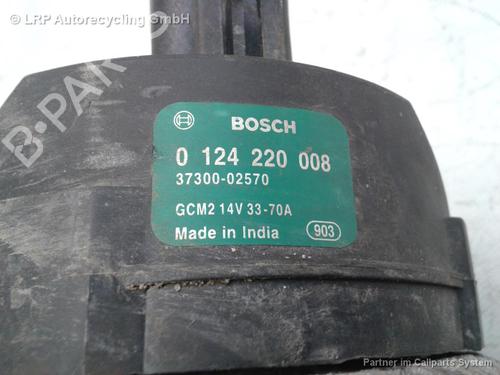 © LRP Autorecycling GmbH
B-PARTS
BOSCH
0 124 220 008
37300-02570
GCM2 14V 33-70A
Made in India 903
Partner im Callparts System